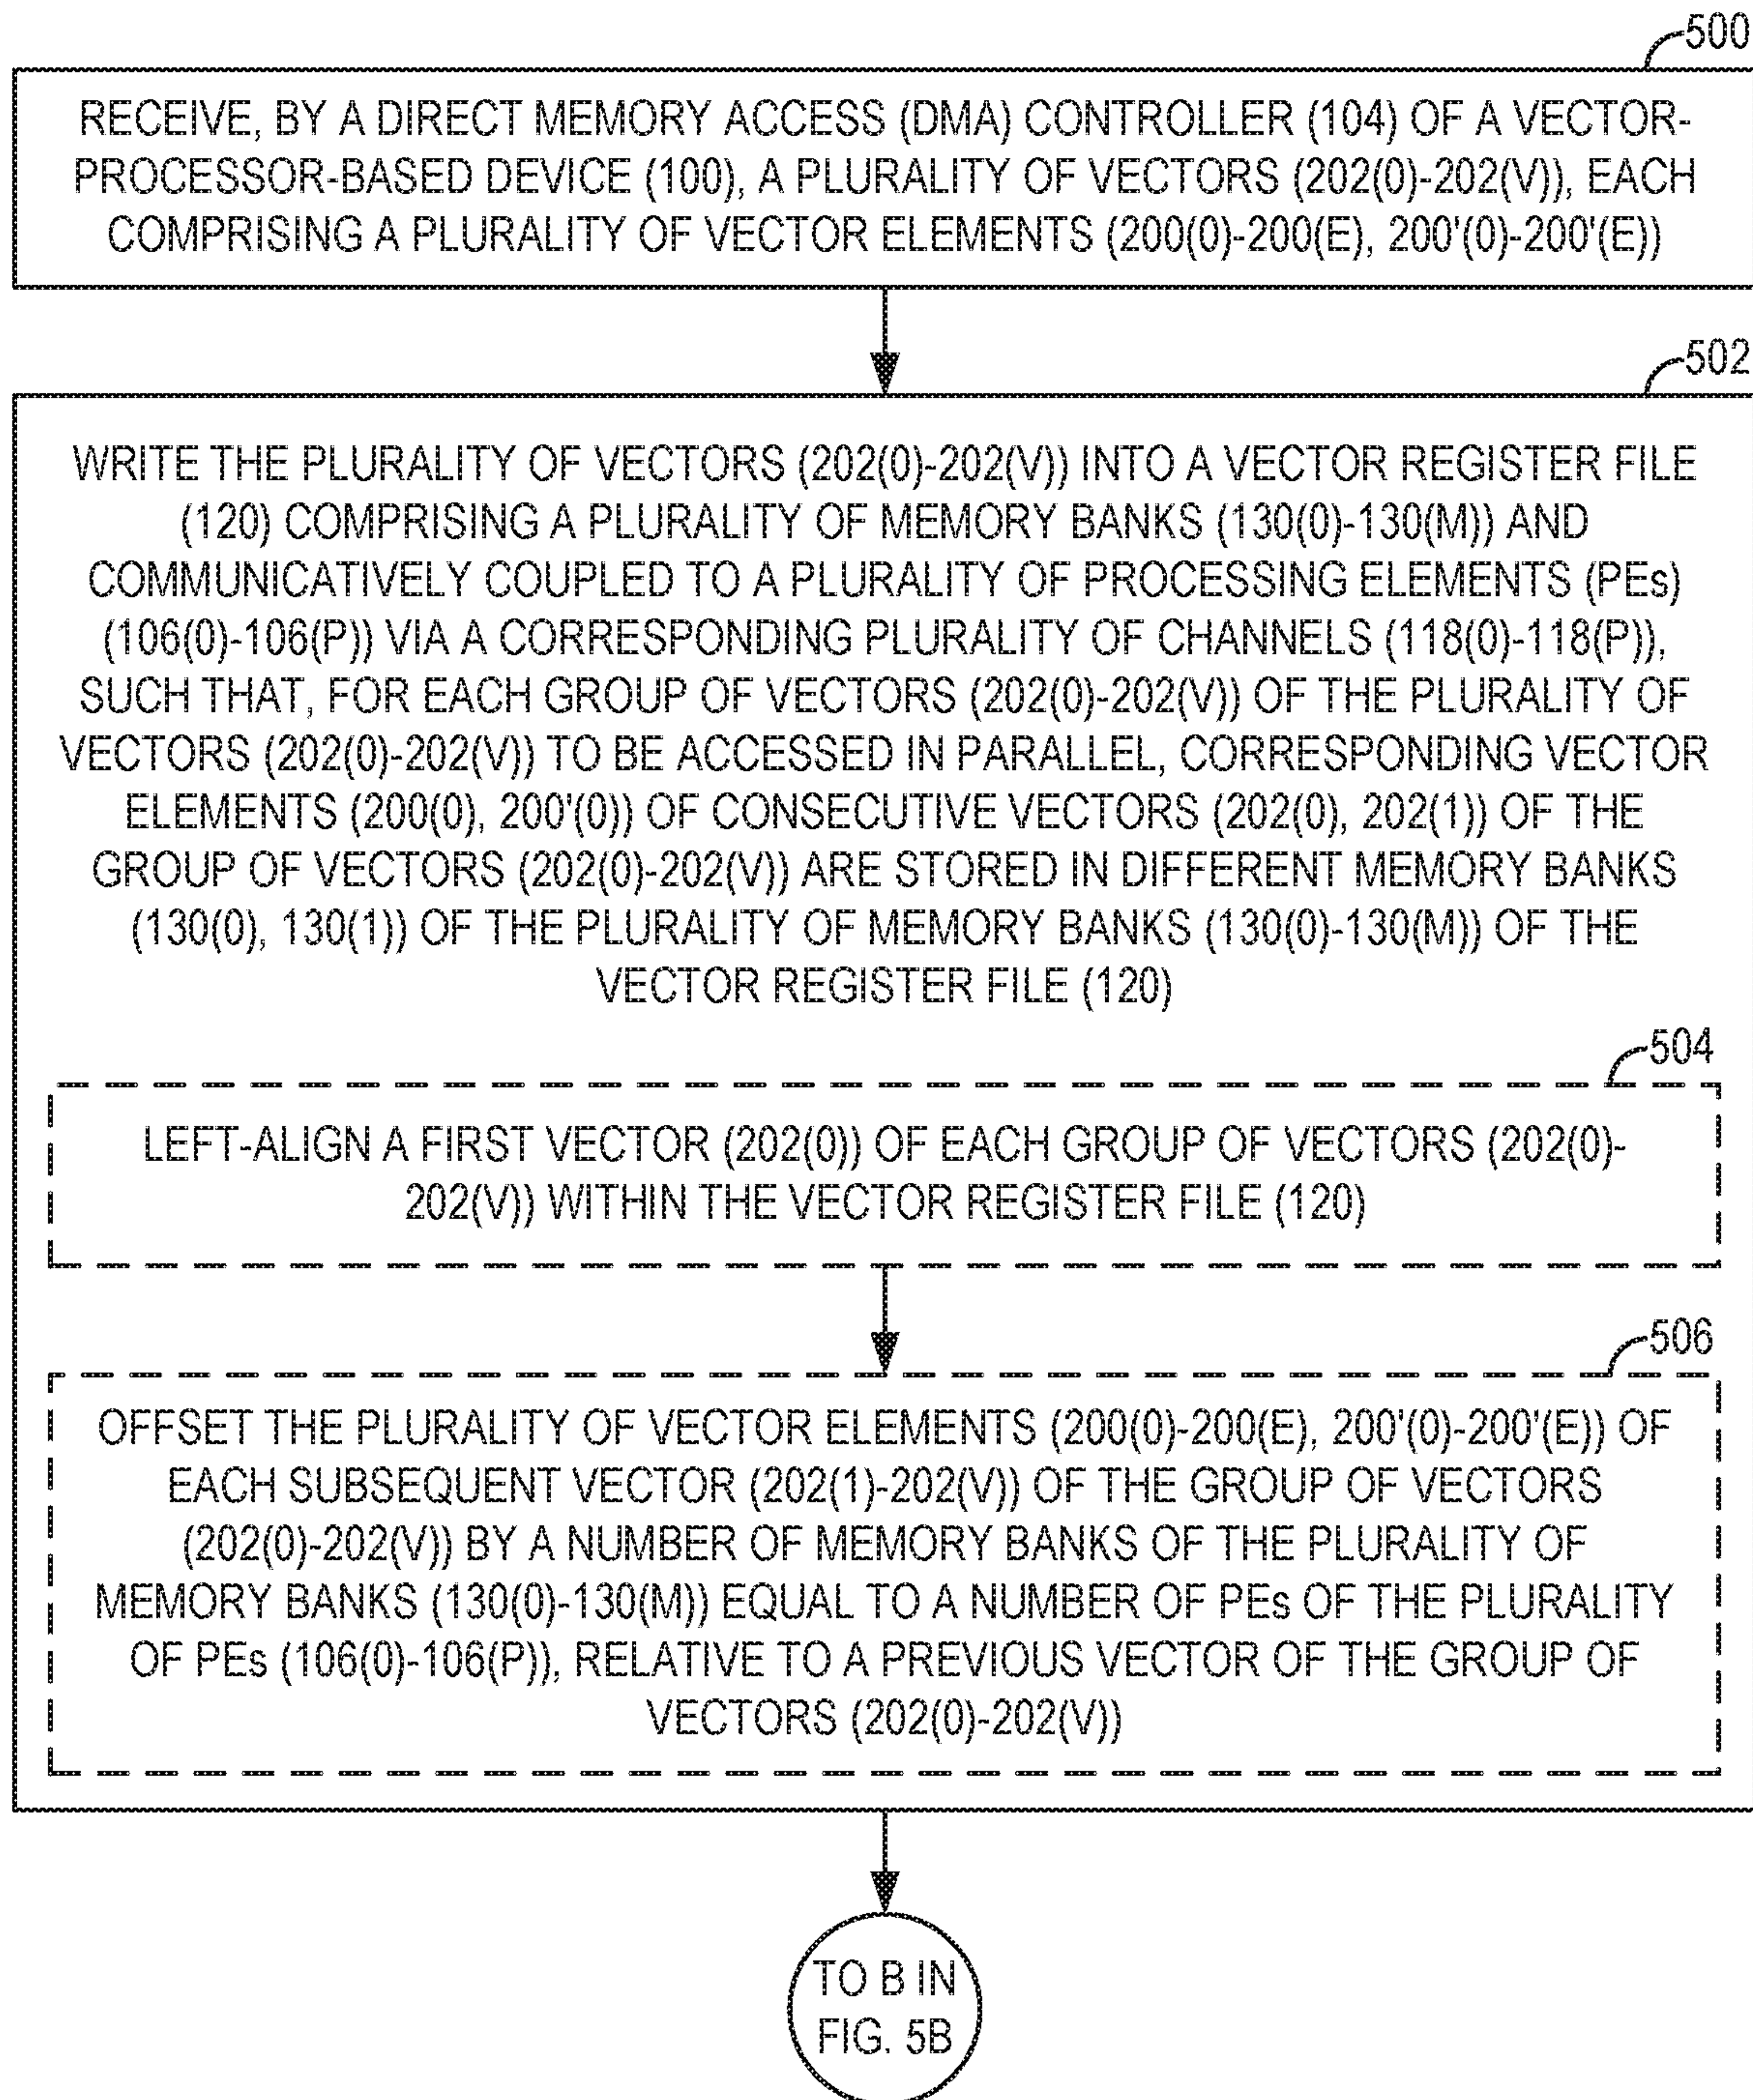 500
RECEIVE, BY A DIRECT MEMORY ACCESS (DMA) CONTROLLER (104) OF A VECTOR-
PROCESSOR-BASED DEVICE (100), A PLURALITY OF VECTORS (202(0)-202(V)), EACH
COMPRISING A PLURALITY OF VECTOR ELEMENTS (200(0)-200(E), 200'(0)-200'(E))
502
WRITE THE PLURALITY OF VECTORS (202(0)-202(V)) INTO A VECTOR REGISTER FILE
(120) COMPRISING A PLURALITY OF MEMORY BANKS (130(0)-130(M)) AND
COMMUNICATIVELY COUPLED TO A PLURALITY OF PROCESSING ELEMENTS (PEs)
(106(0)-106(P)) VIA A CORRESPONDING PLURALITY OF CHANNELS (118(0)-118(P)),
SUCH THAT, FOR EACH GROUP OF VECTORS (202(0)-202(V)) OF THE PLURALITY OF
VECTORS (202(0)-202(V)) TO BE ACCESSED IN PARALLEL, CORRESPONDING VECTOR
ELEMENTS (200(0), 200'(0)) OF CONSECUTIVE VECTORS (202(0), 202(1)) OF THE
GROUP OF VECTORS (202(0)-202(V)) ARE STORED IN DIFFERENT MEMORY BANKS
(130(0), 130(1)) OF THE PLURALITY OF MEMORY BANKS (130(0)-130(M)) OF THE
VECTOR REGISTER FILE (120)
504
LEFT-ALIGN A FIRST VECTOR (202(0)) OF EACH GROUP OF VECTORS (202(0)-
202(V)) WITHIN THE VECTOR REGISTER FILE (120)
506
OFFSET THE PLURALITY OF VECTOR ELEMENTS (200(0)-200(E), 200'(0)-200'(E)) OF
EACH SUBSEQUENT VECTOR (202(1)-202(V)) OF THE GROUP OF VECTORS
(202(0)-202(V)) BY A NUMBER OF MEMORY BANKS OF THE PLURALITY OF
MEMORY BANKS (130(0)-130(M)) EQUAL TO A NUMBER OF PEs OF THE PLURALITY
OF PEs (106(0)-106(P)), RELATIVE TO A PREVIOUS VECTOR OF THE GROUP OF
VECTORS (202(0)-202(V))
TO B IN
FIG. 5B